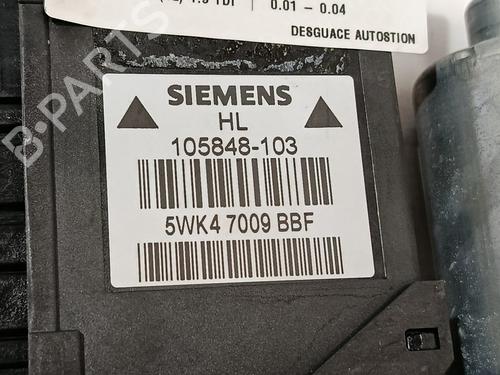 1.9 TDI | 0.01 – 0.04
DESGUACE AUTOSTION
SIEMENS
HL
105848-103
5WK4 7009 BBF
B-PARTS